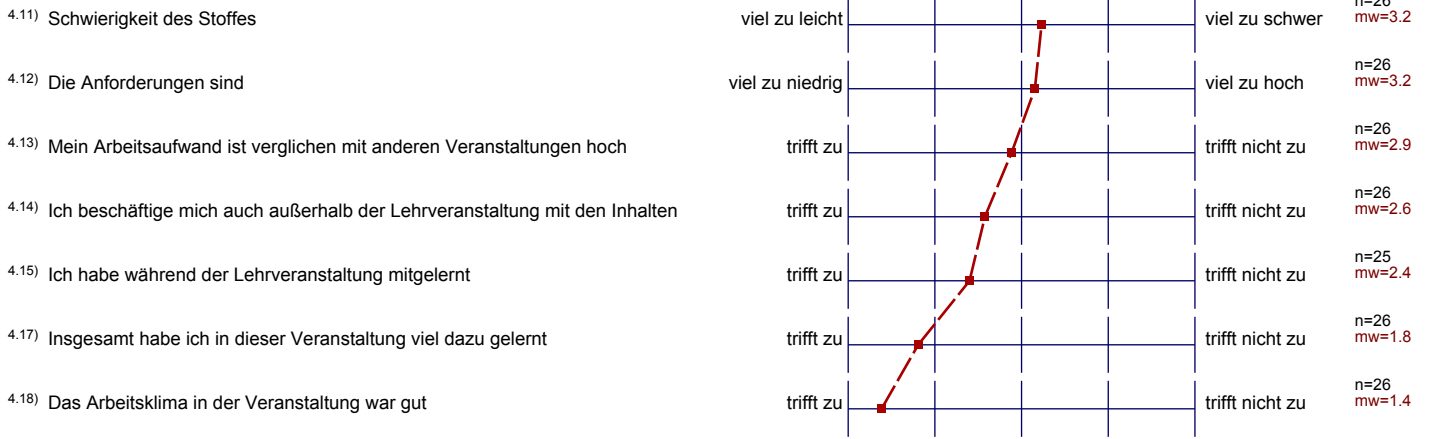 4.11) Schwierigkeit des Stoffes viel zu leicht viel zu schwer n=26 mw=3.2
4.12) Die Anforderungen sind viel zu niedrig viel zu hoch n=26 mw=3.2
4.13) Mein Arbeitsaufwand ist verglichen mit anderen Veranstaltungen hoch trifft zu trifft nicht zu n=26 mw=2.9
4.14) Ich beschäftige mich auch außerhalb der Lehrveranstaltung mit den Inhalten trifft zu trifft nicht zu n=26 mw=2.6
4.15) Ich habe während der Lehrveranstaltung mitgelernt trifft zu trifft nicht zu n=25 mw=2.4
4.17) Insgesamt habe ich in dieser Veranstaltung viel dazu gelernt trifft zu trifft nicht zu n=26 mw=1.8
4.18) Das Arbeitsklima in der Veranstaltung war gut trifft zu trifft nicht zu n=26 mw=1.4